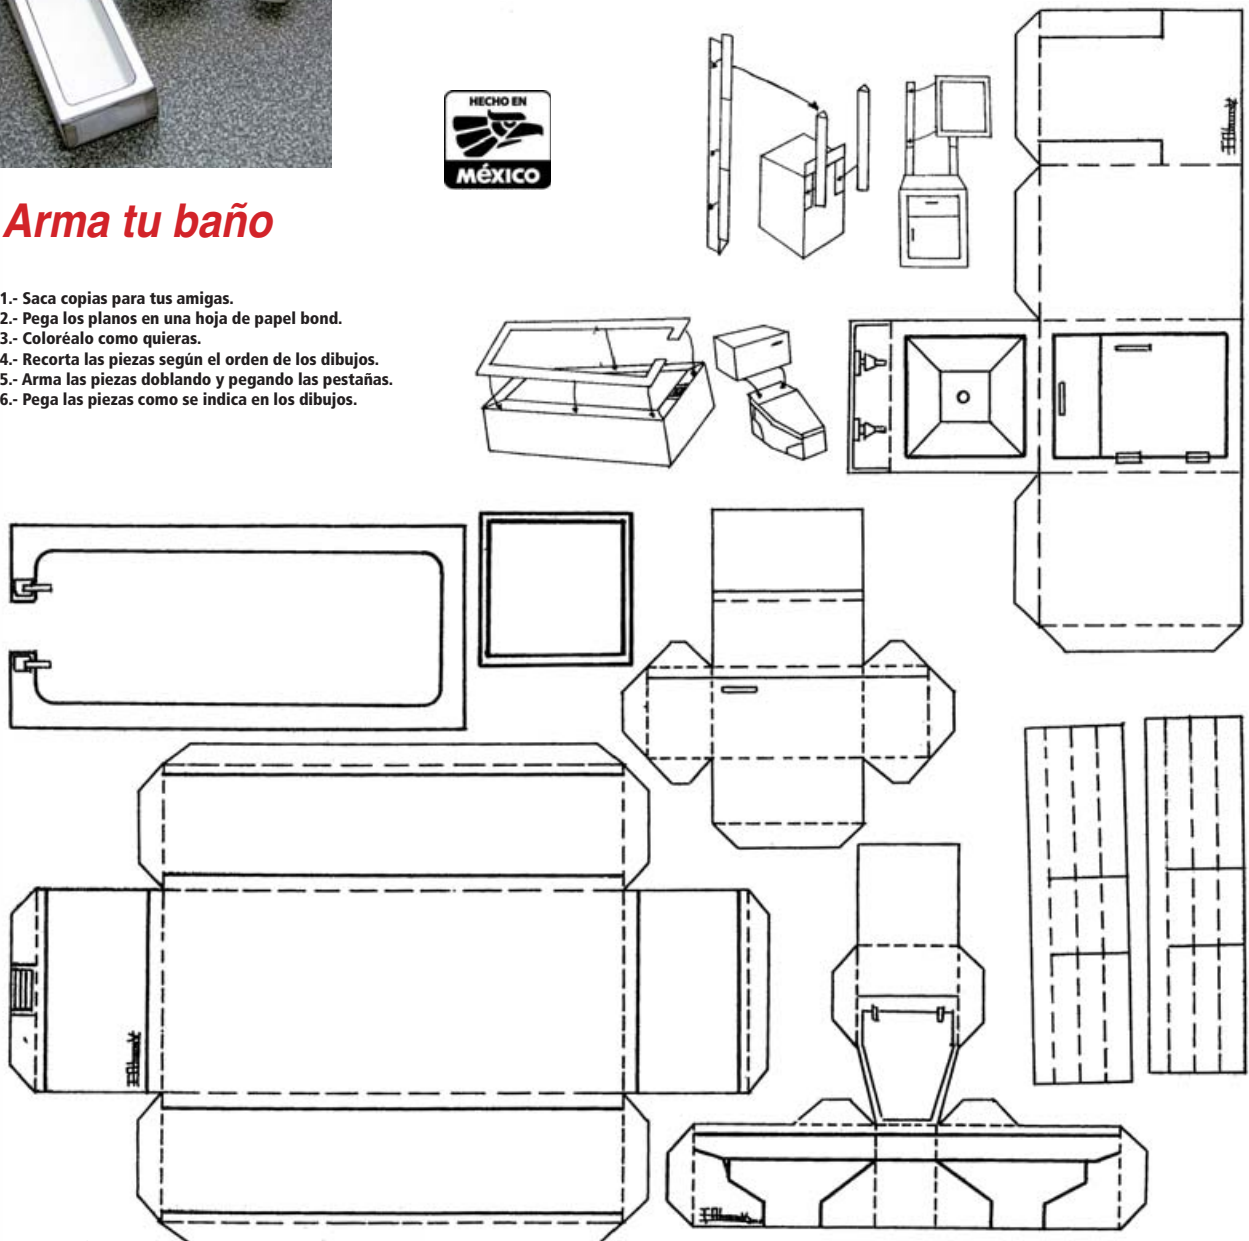 HECHO EN
MÉXICO
Arma tu baño
1.- Saca copias para tus amigas.
2.- Pega los planos en una hoja de papel bond.
3.- Coloréalo como quieras.
4.- Recorta las piezas según el orden de los dibujos.
5.- Arma las piezas doblando y pegando las pestañas.
6.- Pega las piezas como se indica en los dibujos.